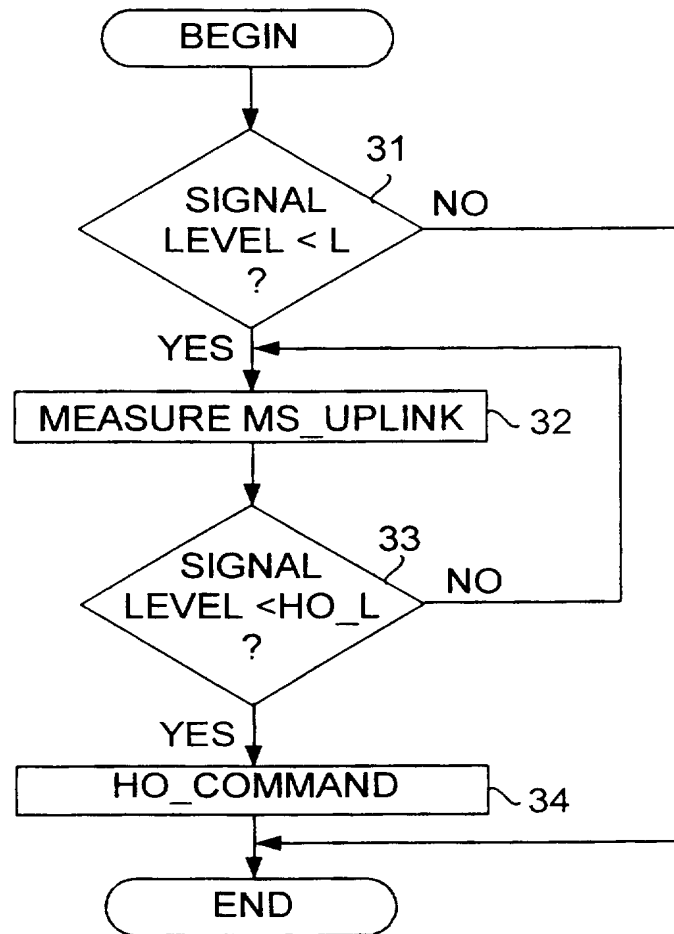 BEGIN
31
SIGNAL
LEVEL < L
?
NO
YES
MEASURE MS_UPLINK
32
33
SIGNAL
LEVEL <HO_L
?
NO
YES
HO_COMMAND
34
END